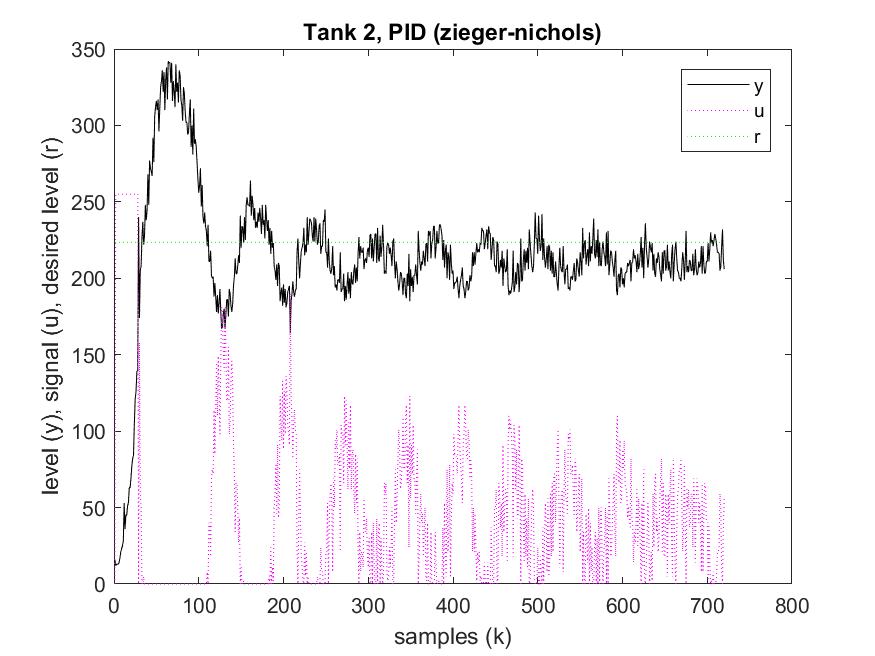 Tank 2, PID (zieger-nichols)
350
300
250
200
150
100
50
0
level (y), signal (u), desired level (r)
y
u
r
0 100 200 300 400 500 600 700 800
samples (k)